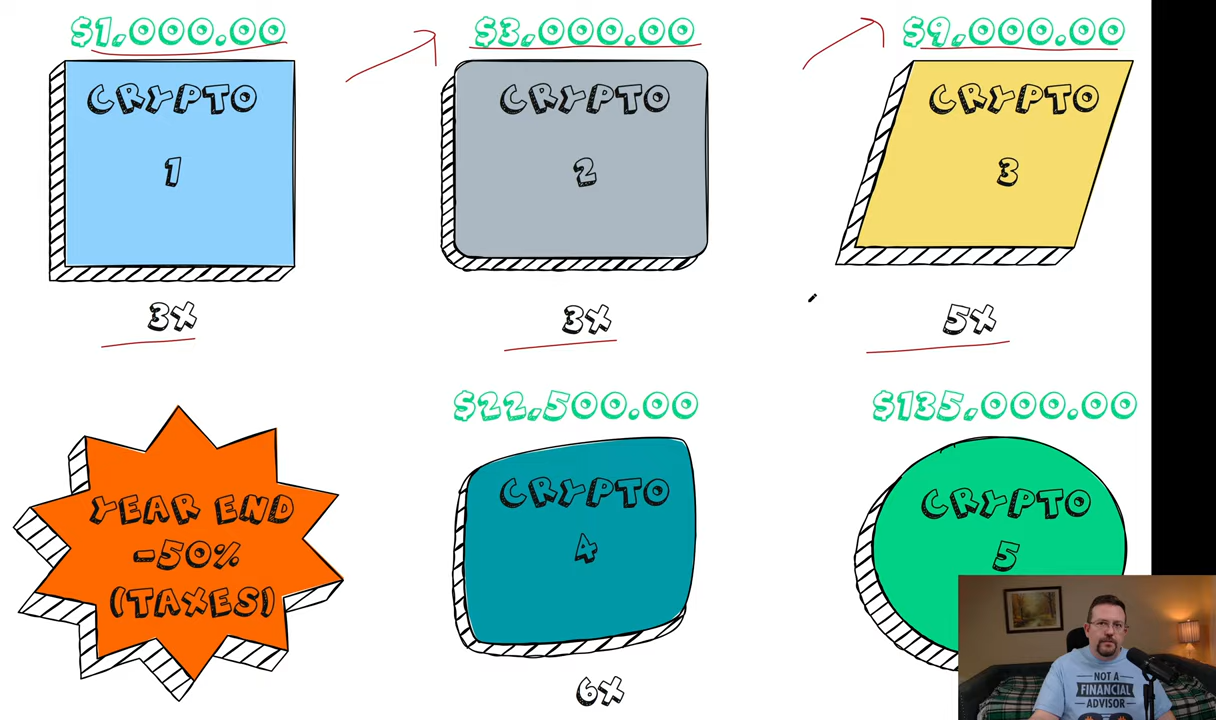 $1,000.00
$3,000.00
$9,000.00
CRYPTO
1
CRYPTO
2
CRYPTO
3
3X
3X
5X
YEAR END
-50%
(TAXES)
$22,500.00
CRYPTO
4
6X
$135,000.00
CRYPTO
5
NOT A
FINANCIAL
ADVISOR